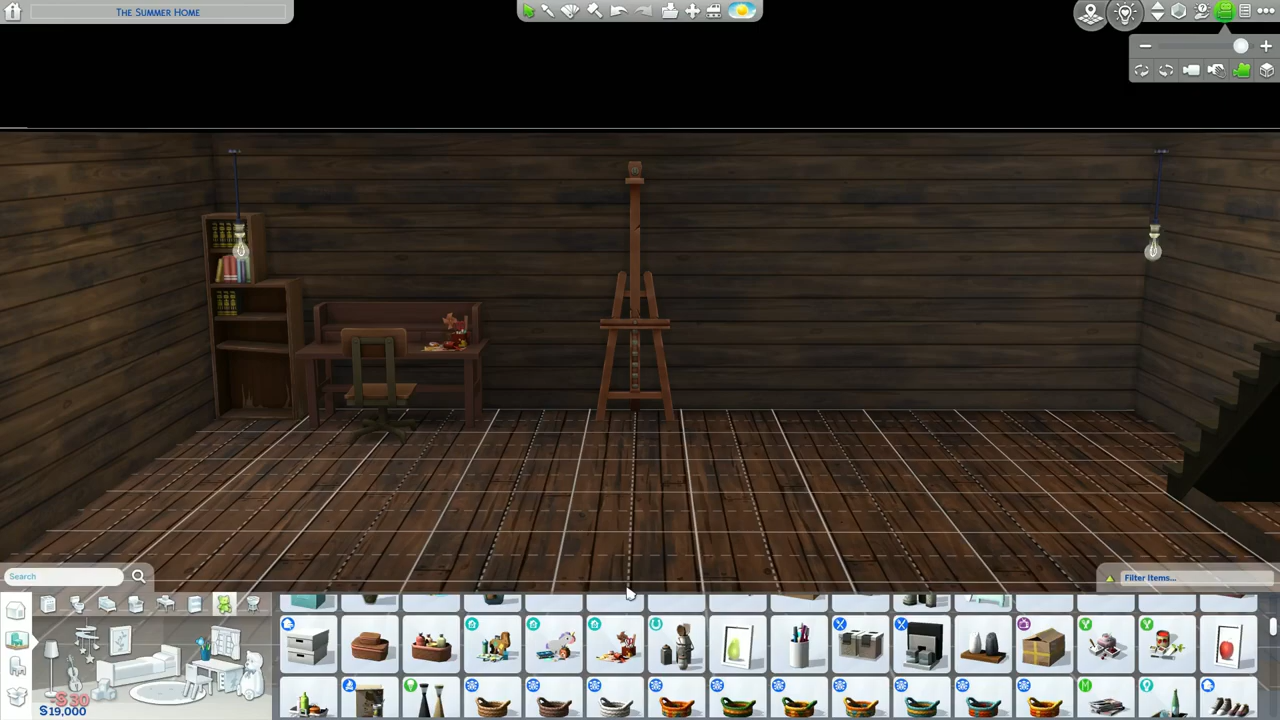 The Summer Home
Search
Filter Items...
-§30
§19,000